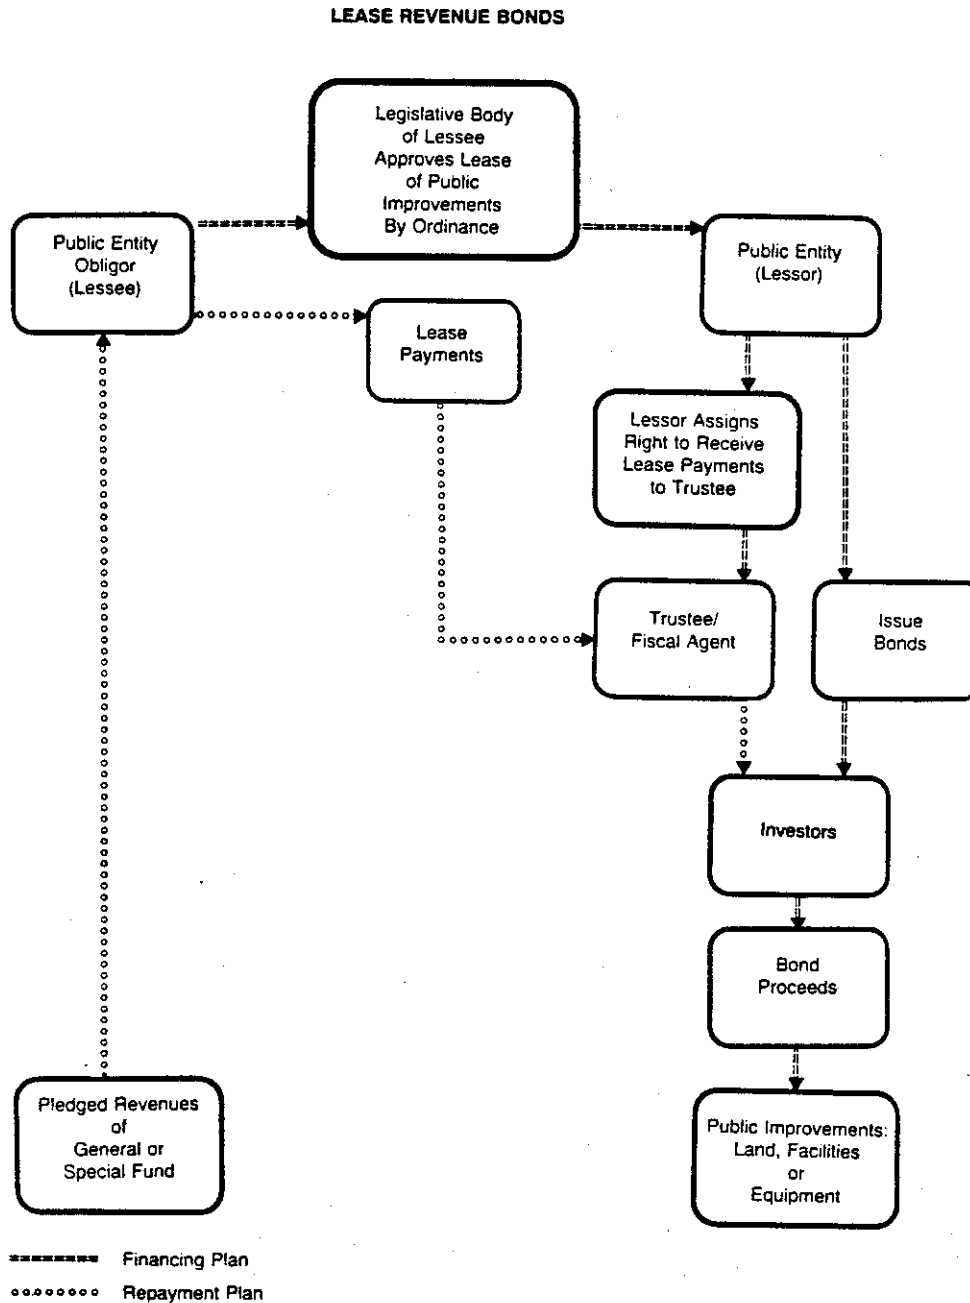 LEASE REVENUE BONDS
Legislative Body
of Lessee
Approves Lease
of Public
Improvements
By Ordinance
Public Entity
Obligor
(Lessee)
Public Entity
(Lessor)
Lease
Payments
Lessor Assigns
Right to Receive
Lease Payments
to Trustee
Trustee/
Fiscal Agent
Issue
Bonds
Investors
Bond
Proceeds
Pledged Revenues
of
General or
Special Fund
Public Improvements:
Land, Facilities
or
Equipment
Financing Plan
Repayment Plan